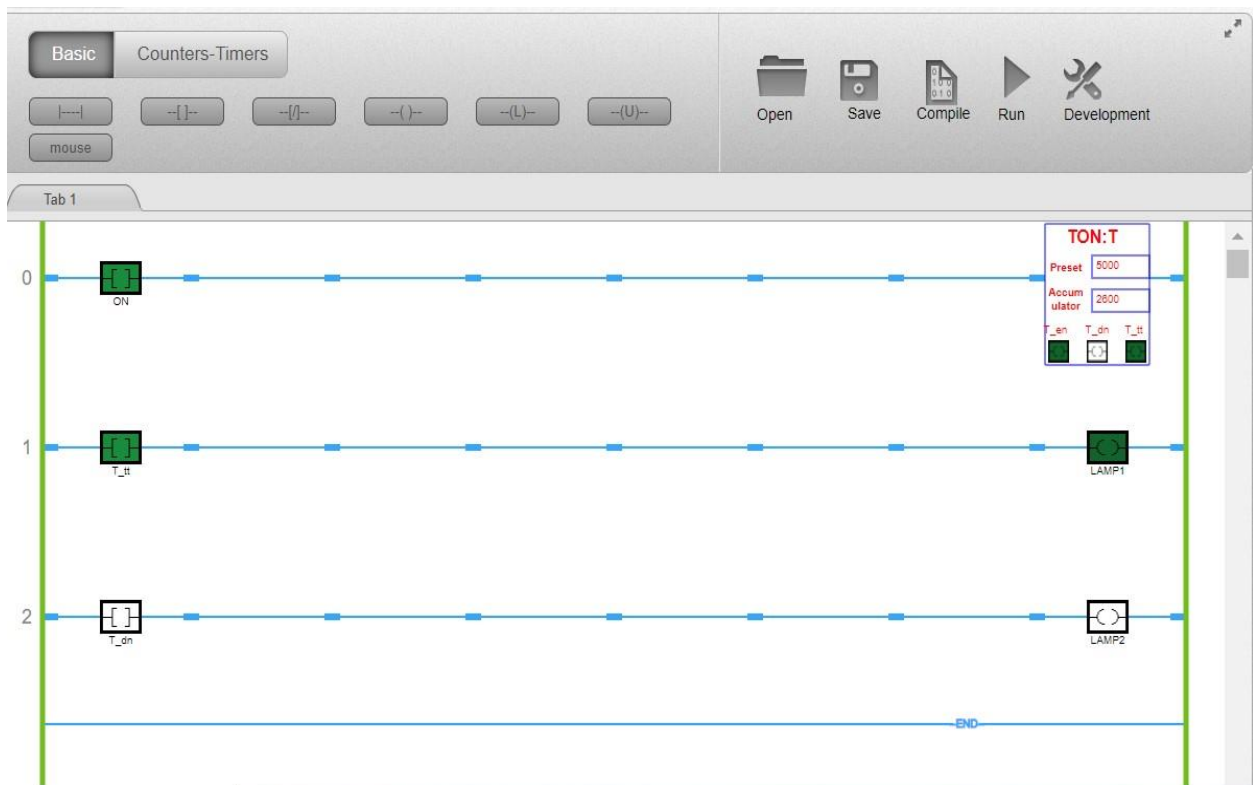 Basic
Counters-Timers
|----|
--[ ]--
--[/]--
--( )--
--(L)--
--(U)--
mouse
Open
Save
Compile
Run
Development
Tab 1
TON:T
Preset 5000
Accum
ulator 2600
T_en T_dn T_tt
0
ON
1
T_tt
LAMP1
2
T_dn
LAMP2
END